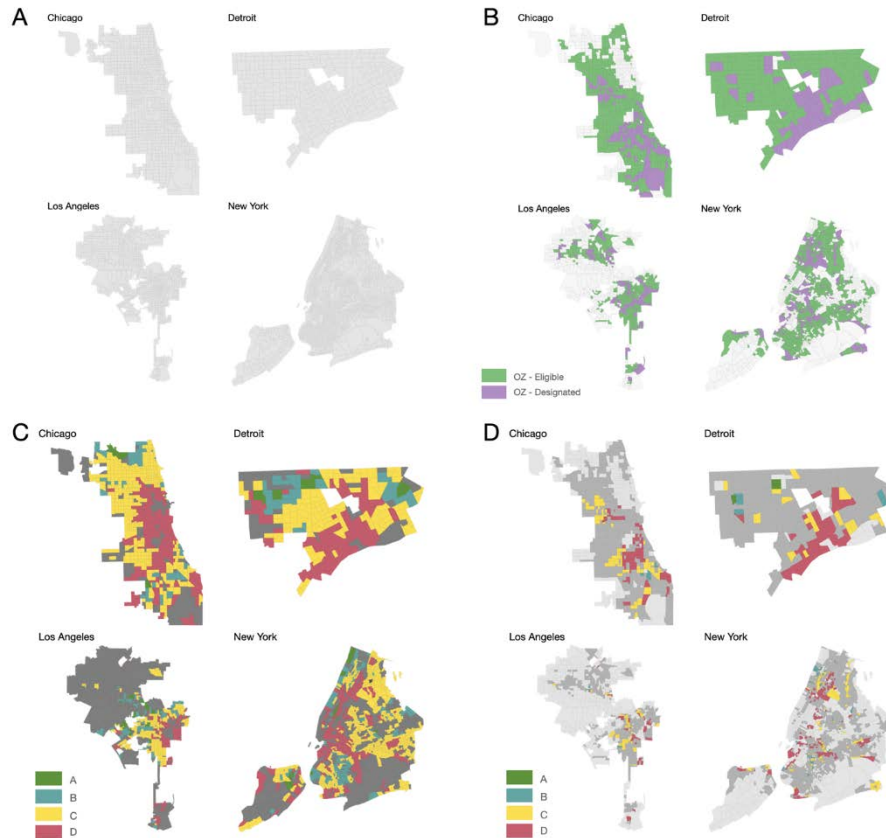 A
Chicago
Detroit
Los Angeles
New York
B
Chicago
Detroit
Los Angeles
New York
OZ - Eligible
OZ - Designated
C
Chicago
Detroit
Los Angeles
New York
A
B
C
D
D
Chicago
Detroit
Los Angeles
New York
A
B
C
D